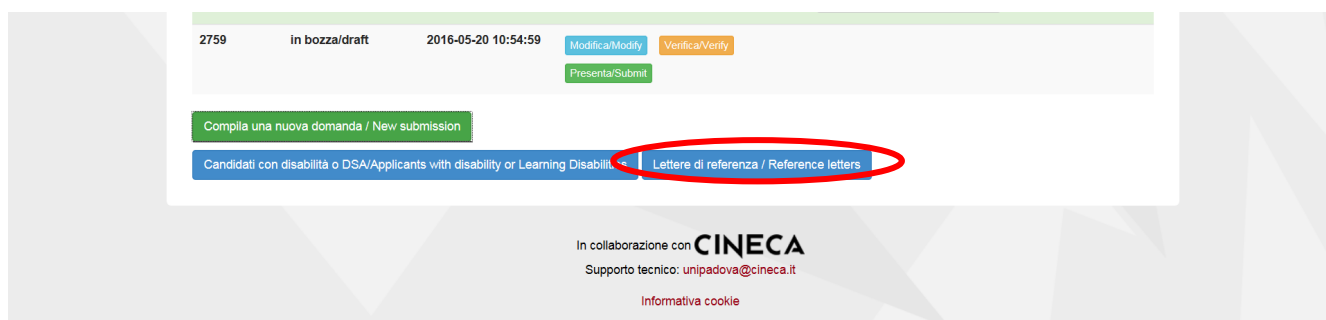 2759 in bozza/draft 2016-05-20 10:54:59 Modifica/Modify Verifica/Verify
Presenta/Submit
Compila una nuova domanda / New submission
Candidati con disabilità o DSA/Applicants with disability or Learning Disabilities Lettere di referenza / Reference letters
In collaborazione con CINECA
Supporto tecnico: unipadova@cineca.it
Informativa cookie